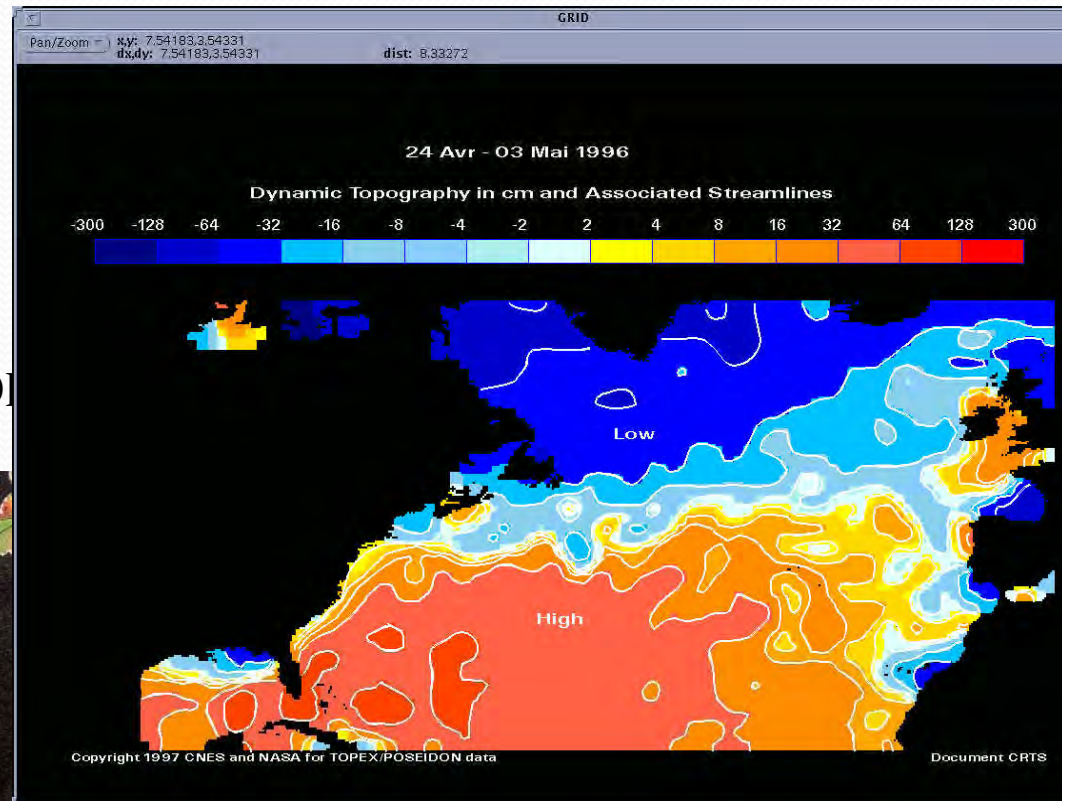 GRID
Pan/Zoom x,y: 7.54183,3.54331
dx,dy: 7.54183,3.54331 dist: 8.33272
24 Avr - 03 Mai 1996
Dynamic Topography in cm and Associated Streamlines
-300 -128 -64 -32 -16 -8 -4 -2 2 4 8 16 32 64 128 300
Low
High
Copyright 1997 CNES and NASA for TOPEX/POSEIDON data Document CRTS